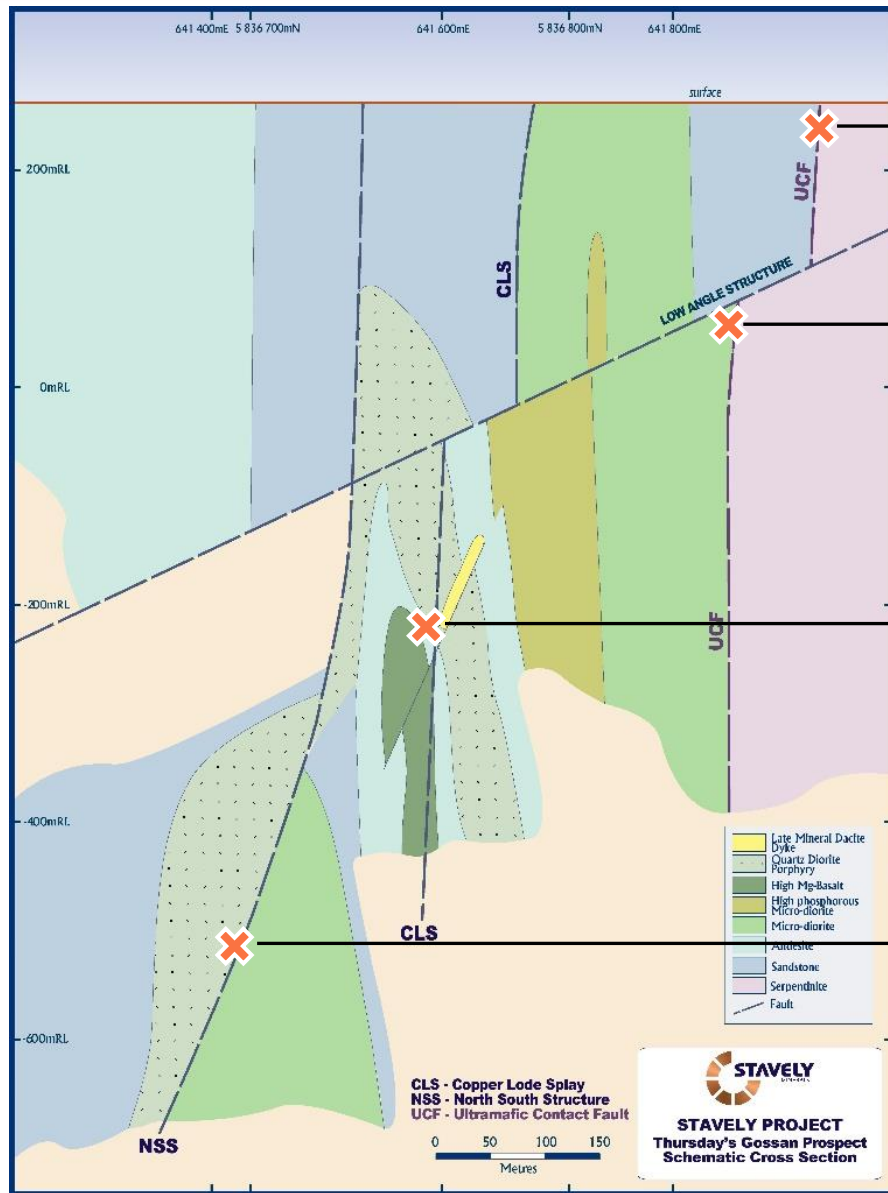 641 400mE 5 836 700mN 641 600mE 5 836 800mN 641 800mE
surface
200mRL
UCF
CLS
LOW ANGLE STRUCTURE
0mRL
-200mRL
UCF
-400mRL
Late Mineral Dacite
Dyke
Quartz Diorite
Porphyry
High Mg-Basalt
High phosphorous
Micro-diorite
Micro-diorite
Andesite
Sandstone
Serpentinite
Fault
CLS
-600mRL
NSS
CLS - Copper Lode Splay
NSS - North South Structure
UCF - Ultramafic Contact Fault
0 50 100 150
Metres
STAVELY
MINERALS
STAVELY PROJECT
Thursday's Gossan Prospect
Schematic Cross Section